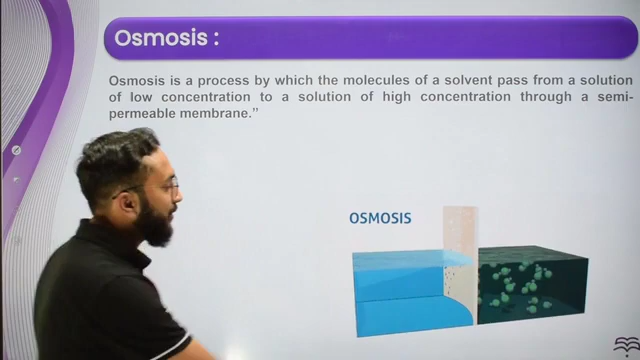 Osmosis :
Osmosis is a process by which the molecules of a solvent pass from a solution
of low concentration to a solution of high concentration through a semi-
permeable membrane.”
OSMOSIS